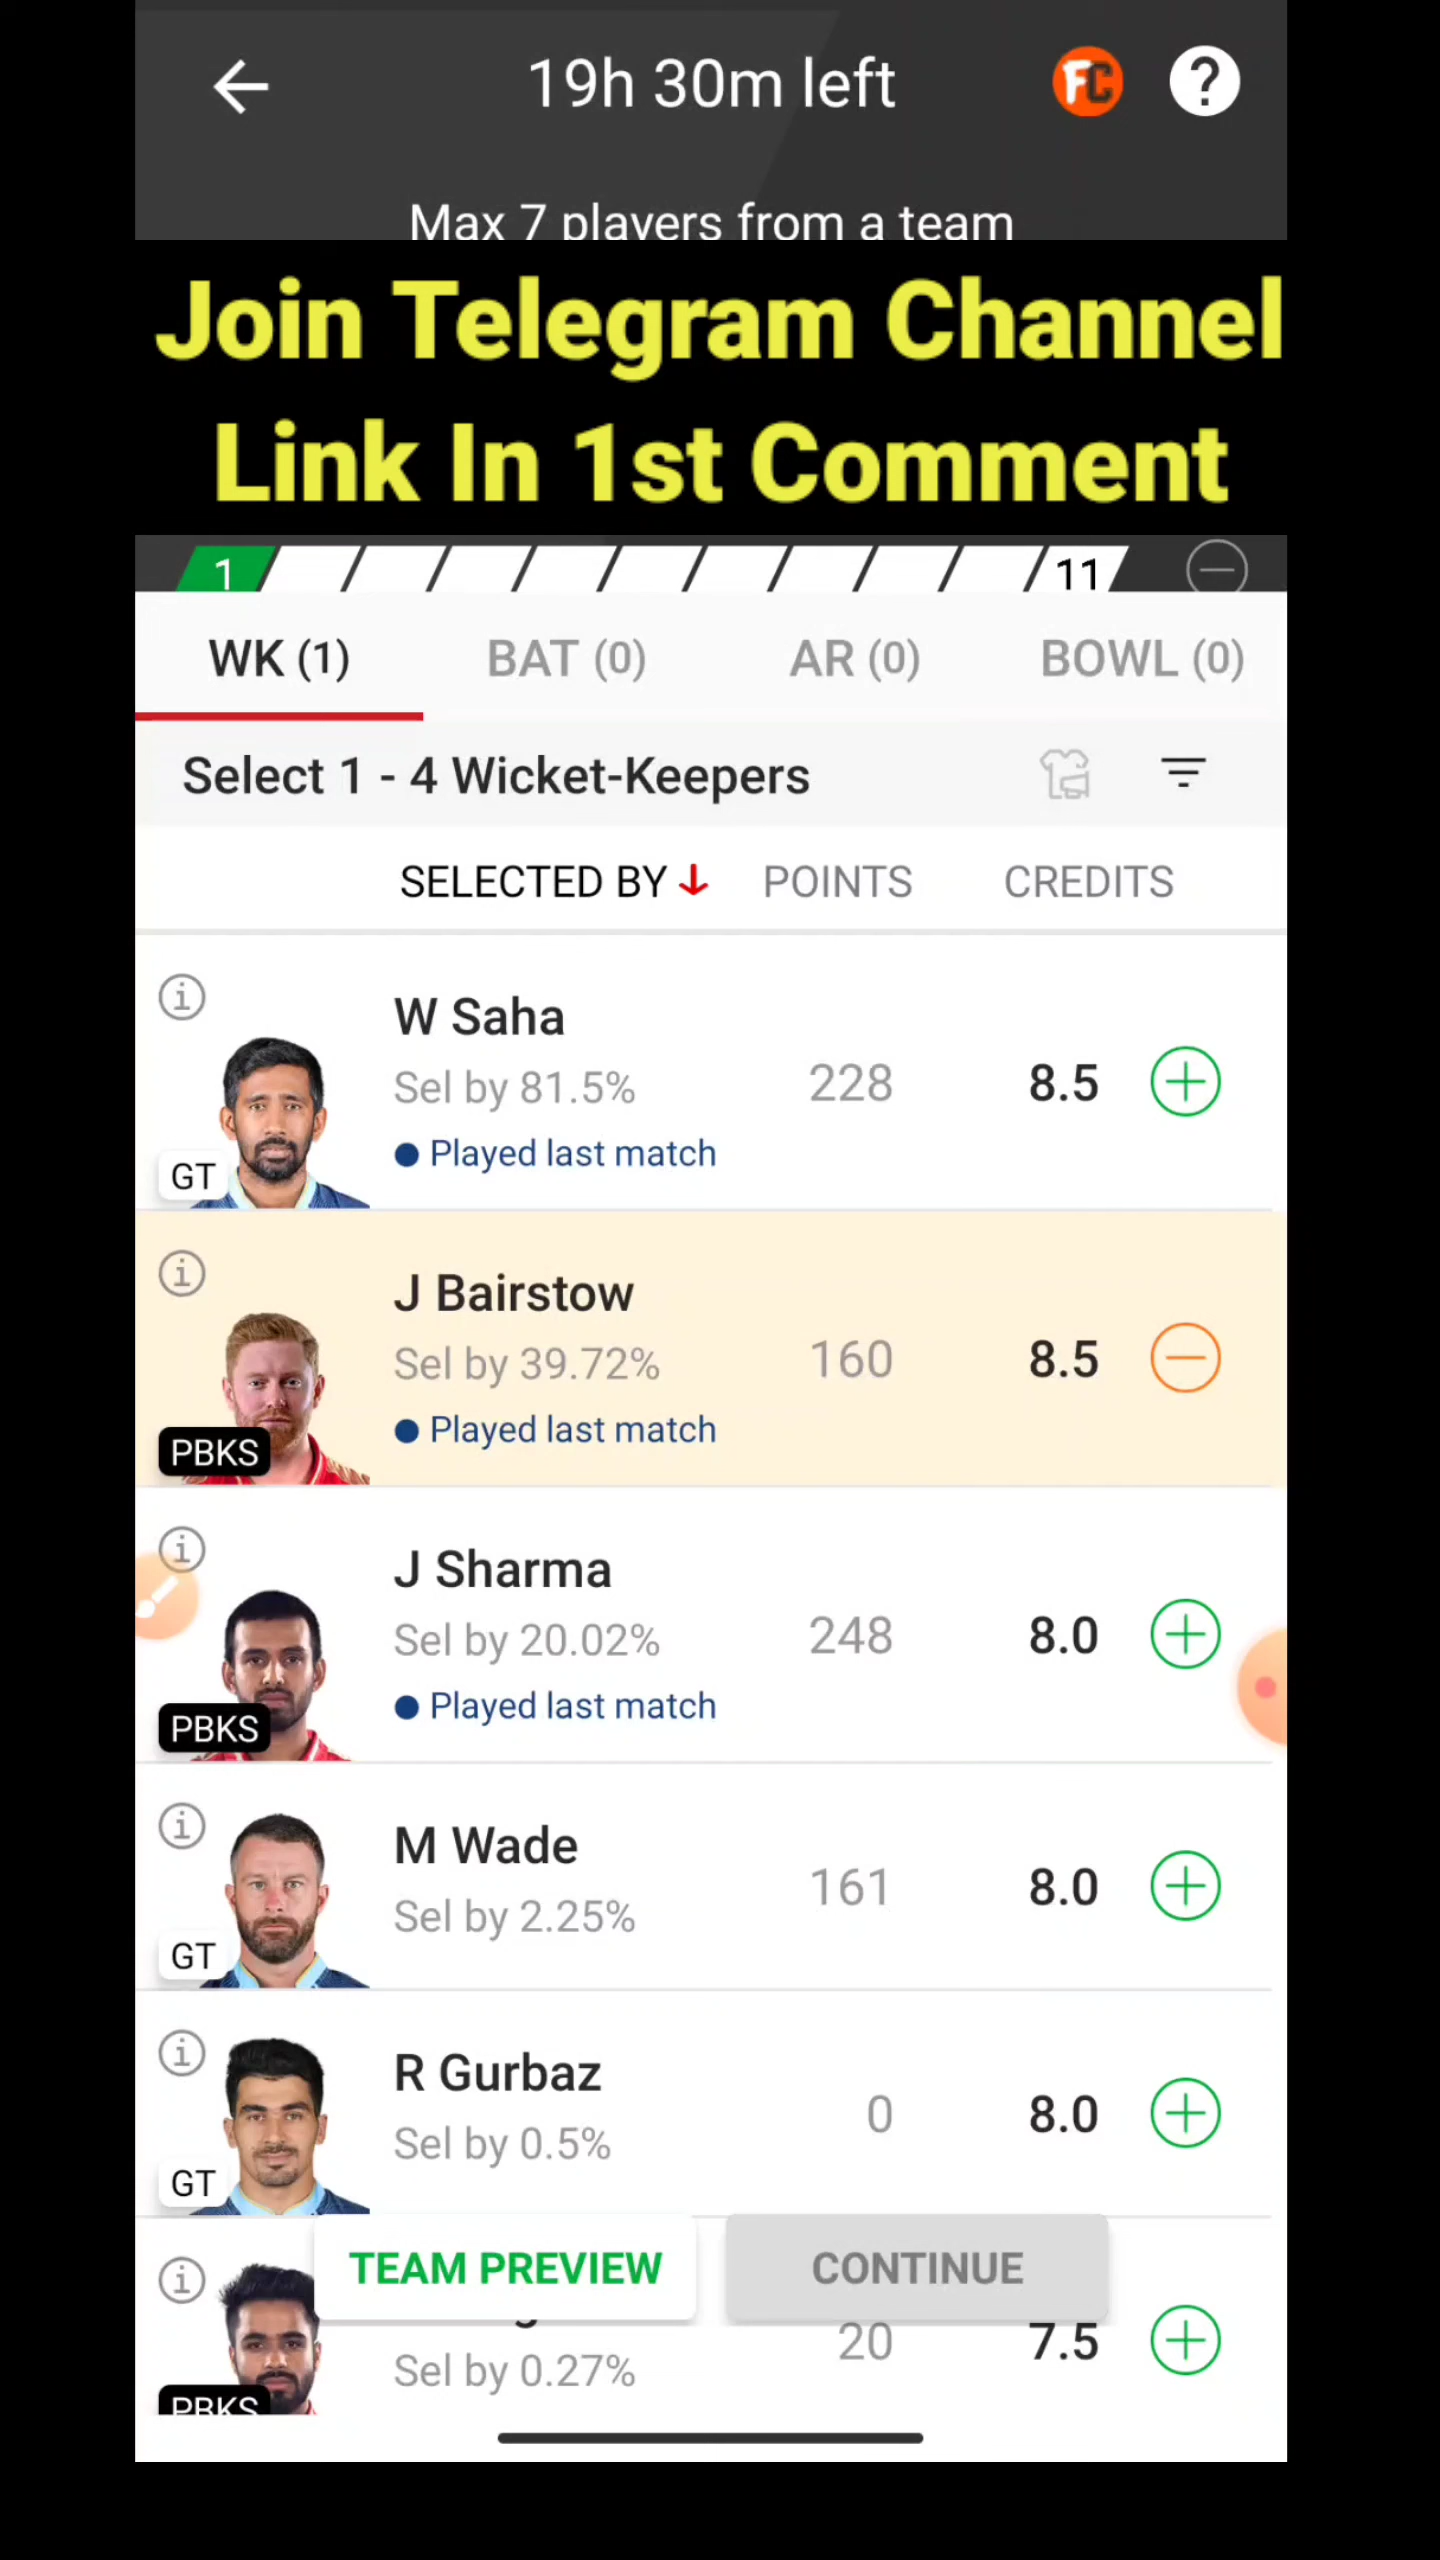 19h 30m left
FC
?
Max 7 players from a team
Join Telegram Channel
Link In 1st Comment
1
11
WK (1)
BAT (0)
AR (0)
BOWL (0)
Select 1 - 4 Wicket-Keepers
SELECTED BY ↓
POINTS
CREDITS
W Saha
Sel by 81.5%
228
8.5
Played last match
GT
J Bairstow
Sel by 39.72%
160
8.5
Played last match
PBKS
J Sharma
Sel by 20.02%
248
8.0
Played last match
PBKS
M Wade
Sel by 2.25%
161
8.0
GT
R Gurbaz
Sel by 0.5%
0
8.0
GT
TEAM PREVIEW
CONTINUE
Sel by 0.27%
20
7.5
PBKS